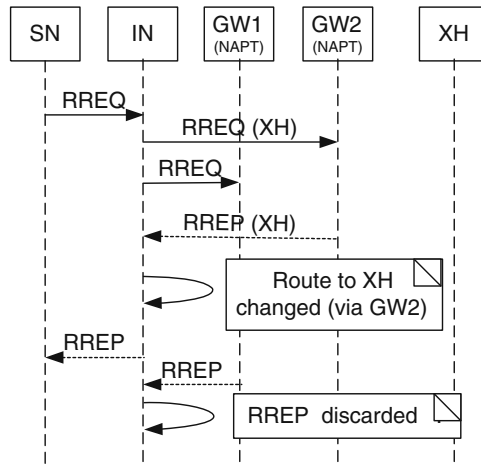 SN
IN
GW1
(NAPT)
GW2
(NAPT)
XH
RREQ
RREQ (XH)
RREQ
RREP (XH)
Route to XH
changed (via GW2)
RREP
RREP
RREP discarded